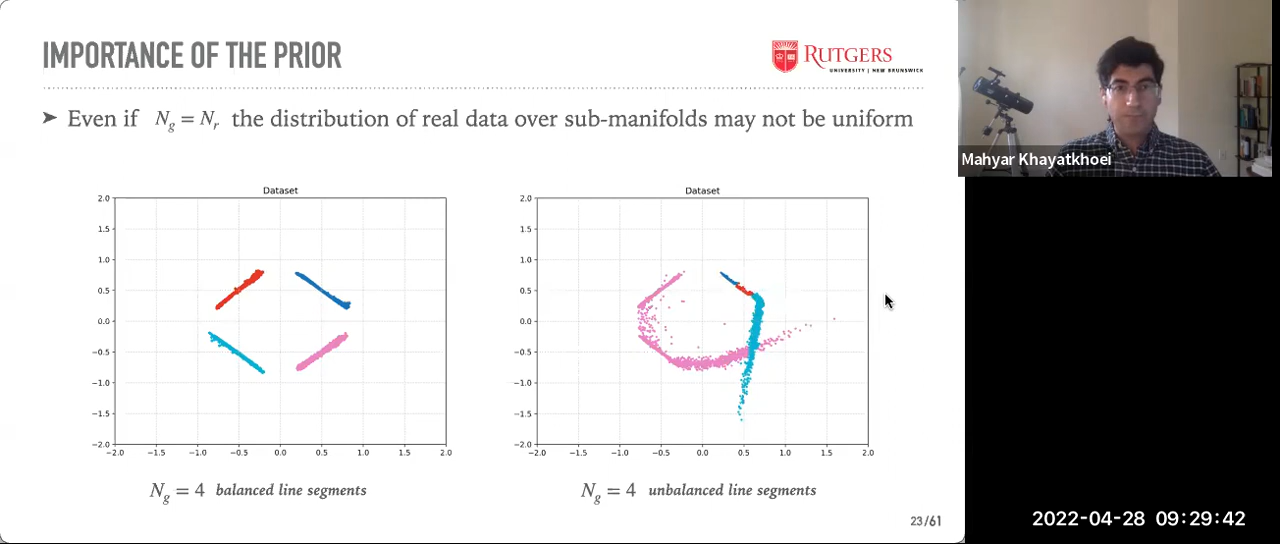 IMPORTANCE OF THE PRIOR
RUTGERS
UNIVERSITY | NEW BRUNSWICK
➤ Even if N_g = N_r the distribution of real data over sub-manifolds may not be uniform
Dataset
2.0
1.5
1.0
0.5
0.0
−0.5
−1.0
−1.5
−2.0
−2.0 −1.5 −1.0 −0.5 0.0 0.5 1.0 1.5 2.0
N_g = 4 balanced line segments
Dataset
2.0
1.5
1.0
0.5
0.0
−0.5
−1.0
−1.5
−2.0
−2.0 −1.5 −1.0 −0.5 0.0 0.5 1.0 1.5 2.0
N_g = 4 unbalanced line segments
23/61
Mahyar Khayatkhoei
2022-04-28 09:29:42